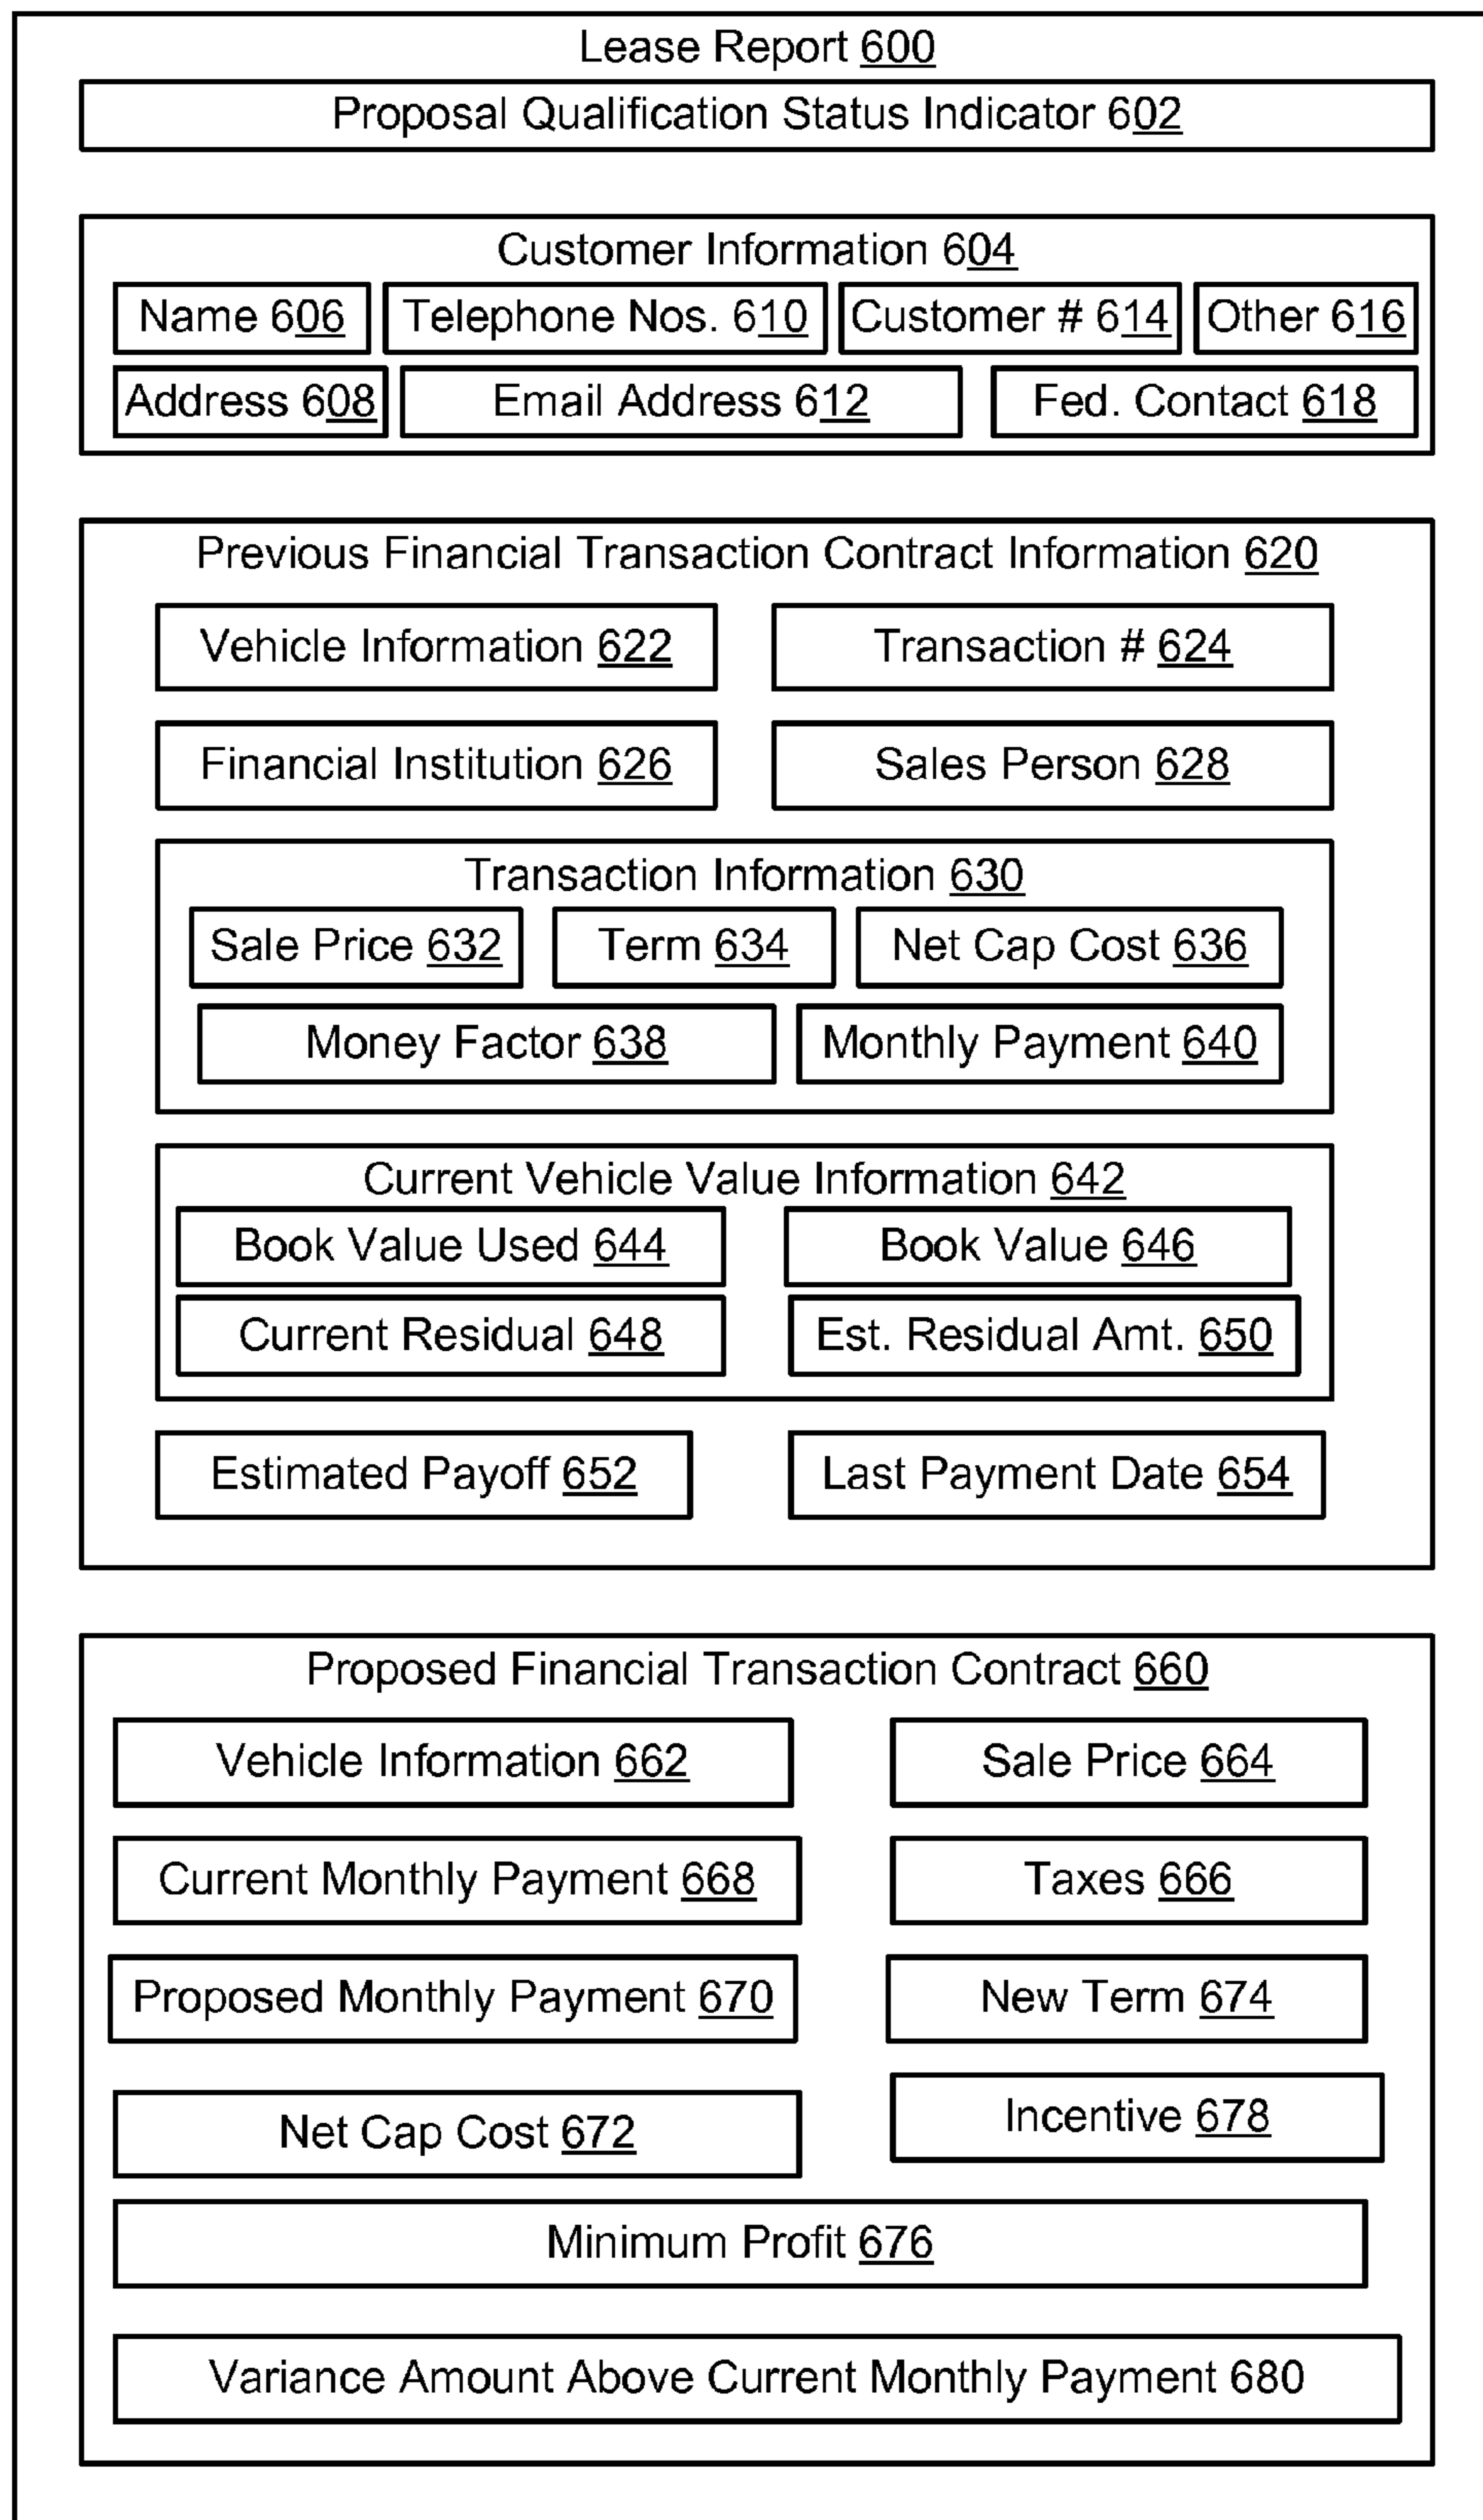 Lease Report 600
Proposal Qualification Status Indicator 602
Customer Information 604
Name 606 Telephone Nos. 610 Customer # 614 Other 616
Address 608 Email Address 612 Fed. Contact 618
Previous Financial Transaction Contract Information 620
Vehicle Information 622 Transaction # 624
Financial Institution 626 Sales Person 628
Transaction Information 630
Sale Price 632 Term 634 Net Cap Cost 636
Money Factor 638 Monthly Payment 640
Current Vehicle Value Information 642
Book Value Used 644 Book Value 646
Current Residual 648 Est. Residual Amt. 650
Estimated Payoff 652 Last Payment Date 654
Proposed Financial Transaction Contract 660
Vehicle Information 662 Sale Price 664
Current Monthly Payment 668 Taxes 666
Proposed Monthly Payment 670 New Term 674
Net Cap Cost 672 Incentive 678
Minimum Profit 676
Variance Amount Above Current Monthly Payment 680